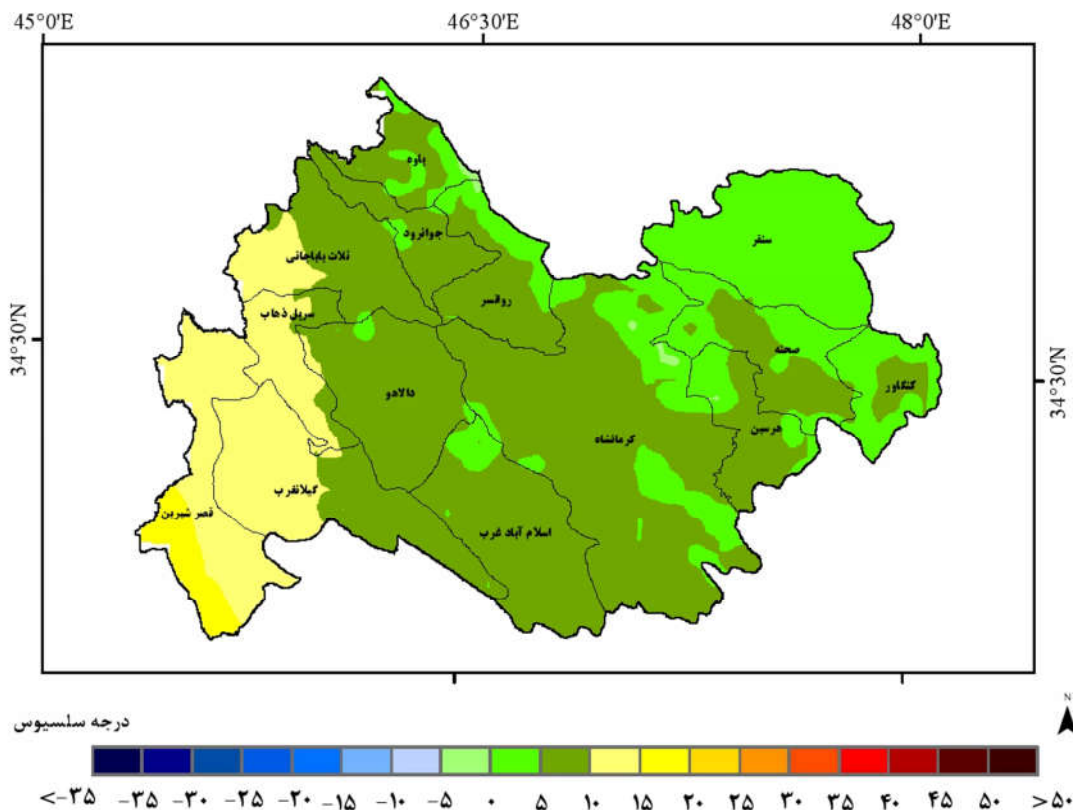 45°0'E 46°30'E 48°0'E
پاوه
جوانرود
سنقر
ثلاث باباجانی
روانسر
سرپل ذهاب
34°30'N
34°30'N
صحنه
دالاهو
کنگاور
کرمانشاه
هرسین
گیلانغرب
قصر شیرین
اسلام آباد غرب
N
درجه سلسیوس
<-۳۵ -۳۵ -۳۰ -۲۵ -۲۰ -۱۵ -۱۰ -۵ ۰ ۵ ۱۰ ۱۵ ۲۰ ۲۵ ۳۰ ۳۵ ۴۰ ۴۵ ۵۰ >۵۰